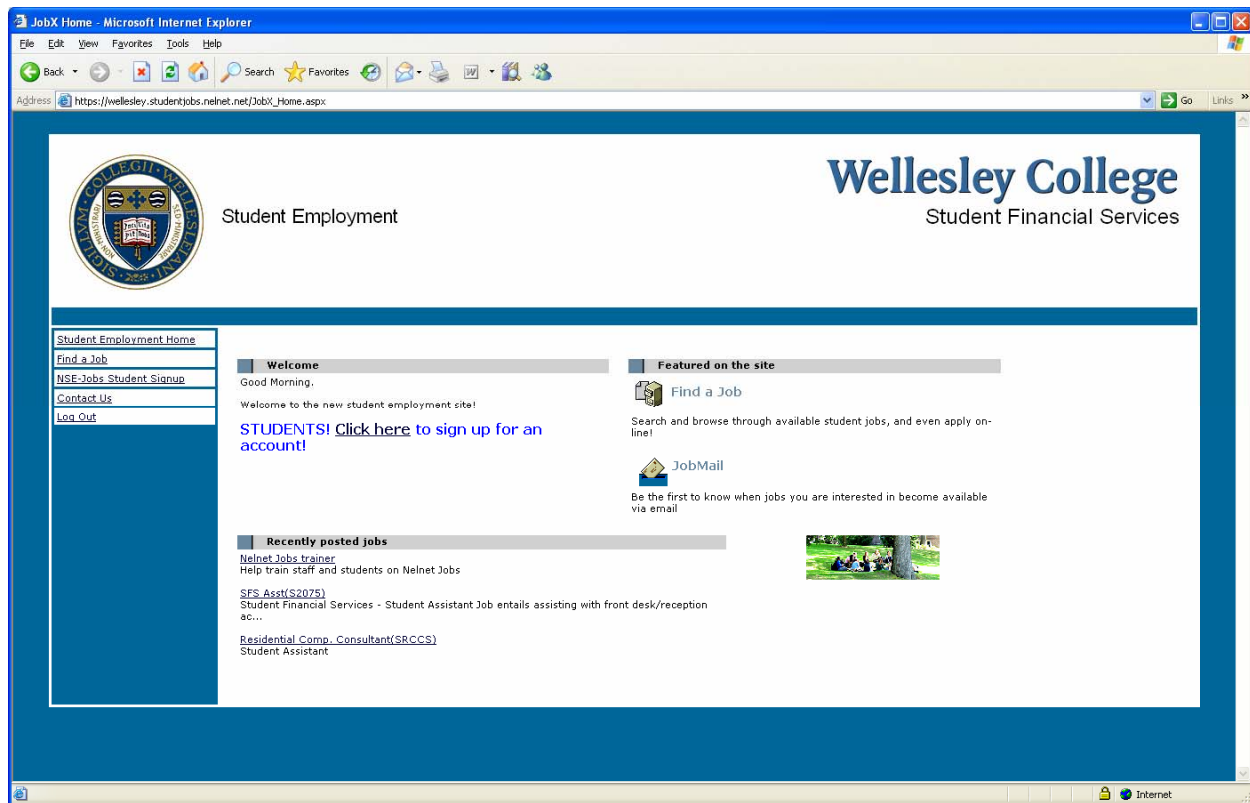 JobX Home - Microsoft Internet Explorer
File Edit View Favorites Tools Help
Back Search Favorites
Address https://wellesley.studentjobs.nelnet.net/JobX_Home.aspx Go Links »
COLLEGII WELLESLEIANI SIGILLVM
NON MINISTRARI SED MINISTRARE
Student Employment
Wellesley College
Student Financial Services
Student Employment Home
Find a Job
NSE-Jobs Student Signup
Contact Us
Log Out
Welcome
Good Morning.
Welcome to the new student employment site!
STUDENTS! Click here to sign up for an
account!
Featured on the site
Find a Job
Search and browse through available student jobs, and even apply on-
line!
JobMail
Be the first to know when jobs you are interested in become available
via email
Recently posted jobs
Nelnet Jobs trainer
Help train staff and students on Nelnet Jobs
SFS Asst(S2075)
Student Financial Services - Student Assistant Job entails assisting with front desk/reception
ac...
Residential Comp. Consultant(SRCCS)
Student Assistant
Internet